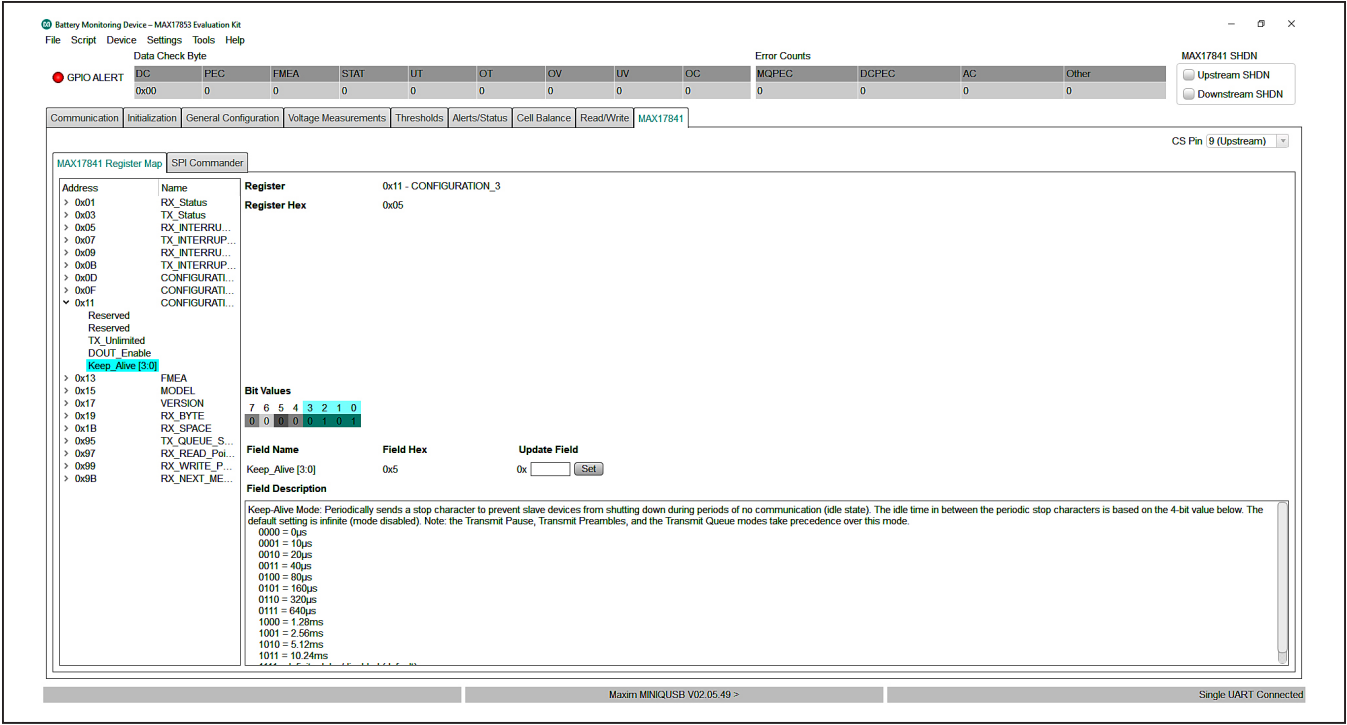 Battery Monitoring Device – MAX17853 Evaluation Kit
File Script Device Settings Tools Help
Data Check Byte Error Counts MAX17841 SHDN
GPIO ALERT DC PEC FMEA STAT UT OT OV UV OC MQPEC DCPEC AC Other Upstream SHDN
0x00 0 0 0 0 0 0 0 0 0 0 0 0 Downstream SHDN
Communication Initialization General Configuration Voltage Measurements Thresholds Alerts/Status Cell Balance Read/Write MAX17841
CS Pin 9 (Upstream)
MAX17841 Register Map SPI Commander
Address Name Register 0x11 - CONFIGURATION_3
0x01 RX_Status
Register Hex 0x05
0x03 TX_Status
0x05 RX_INTERRU...
0x07 TX_INTERRUP...
0x09 RX_INTERRU...
0x0B TX_INTERRUP...
0x0D CONFIGURATI...
0x0F CONFIGURATI...
0x11 CONFIGURATI...
Reserved
Reserved
TX_Unlimited
DOUT_Enable
Keep_Alive [3:0]
0x13 FMEA
0x15 MODEL
0x17 VERSION
0x19 RX_BYTE
0x1B RX_SPACE
0x95 TX_QUEUE_S...
0x97 RX_READ_Poi...
0x99 RX_WRITE_P...
0x9B RX_NEXT_ME...
Bit Values
7 6 5 4 3 2 1 0
0 0 0 0 0 1 0 1
Field Name Field Hex Update Field
Keep_Alive [3:0] 0x5 0x Set
Field Description
Keep-Alive Mode: Periodically sends a stop character to prevent slave devices from shutting down during periods of no communication (idle state). The idle time in between the periodic stop characters is based on the 4-bit value below. The
default setting is infinite (mode disabled). Note: the Transmit Pause, Transmit Preambles, and the Transmit Queue modes take precedence over this mode.
0000 = 0µs
0001 = 10µs
0010 = 20µs
0011 = 40µs
0100 = 80µs
0101 = 160µs
0110 = 320µs
0111 = 640µs
1000 = 1.28ms
1001 = 2.56ms
1010 = 5.12ms
1011 = 10.24ms
Maxim MINIQUSB V02.05.49 > Single UART Connected